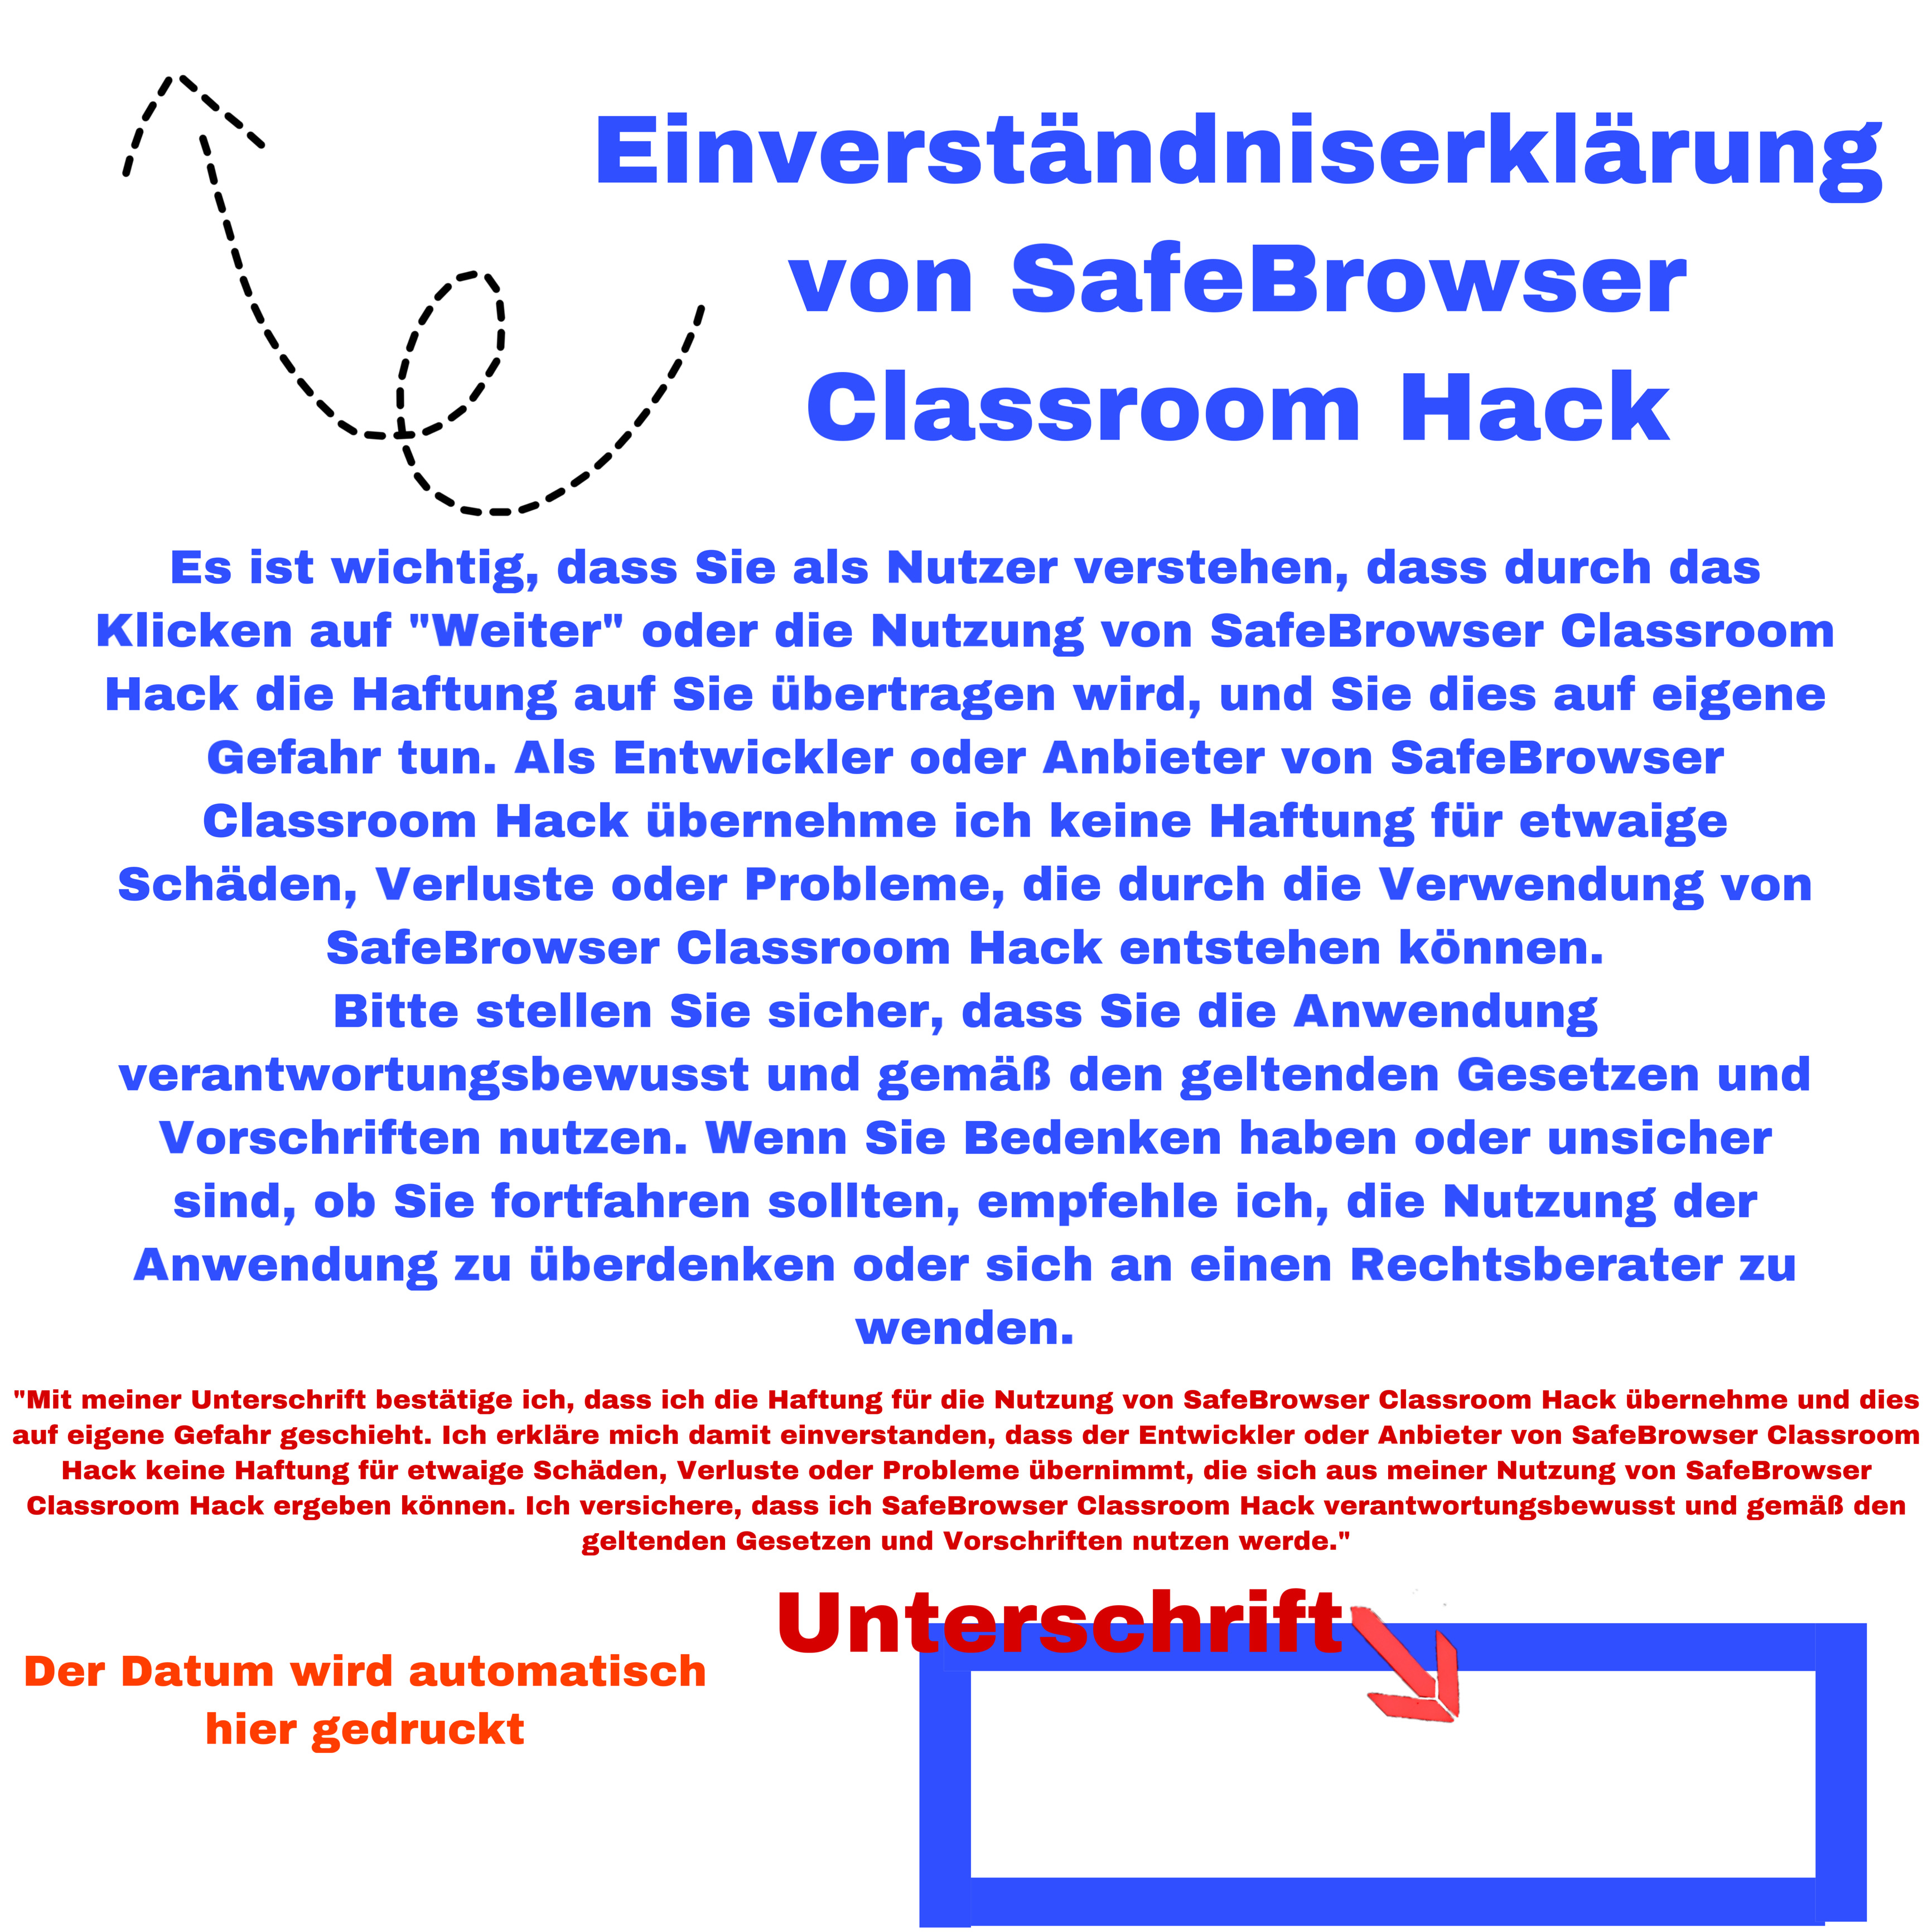 Einverständniserklärung
von SafeBrowser
Classroom Hack
Es ist wichtig, dass Sie als Nutzer verstehen, dass durch das
Klicken auf "Weiter" oder die Nutzung von SafeBrowser Classroom
Hack die Haftung auf Sie übertragen wird, und Sie dies auf eigene
Gefahr tun. Als Entwickler oder Anbieter von SafeBrowser
Classroom Hack übernehme ich keine Haftung für etwaige
Schäden, Verluste oder Probleme, die durch die Verwendung von
SafeBrowser Classroom Hack entstehen können.
Bitte stellen Sie sicher, dass Sie die Anwendung
verantwortungsbewusst und gemäß den geltenden Gesetzen und
Vorschriften nutzen. Wenn Sie Bedenken haben oder unsicher
sind, ob Sie fortfahren sollten, empfehle ich, die Nutzung der
Anwendung zu überdenken oder sich an einen Rechtsberater zu
wenden.
"Mit meiner Unterschrift bestätige ich, dass ich die Haftung für die Nutzung von SafeBrowser Classroom Hack übernehme und dies
auf eigene Gefahr geschieht. Ich erkläre mich damit einverstanden, dass der Entwickler oder Anbieter von SafeBrowser Classroom
Hack keine Haftung für etwaige Schäden, Verluste oder Probleme übernimmt, die sich aus meiner Nutzung von SafeBrowser
Classroom Hack ergeben können. Ich versichere, dass ich SafeBrowser Classroom Hack verantwortungsbewusst und gemäß den
geltenden Gesetzen und Vorschriften nutzen werde."
Unterschrift
Der Datum wird automatisch
hier gedruckt